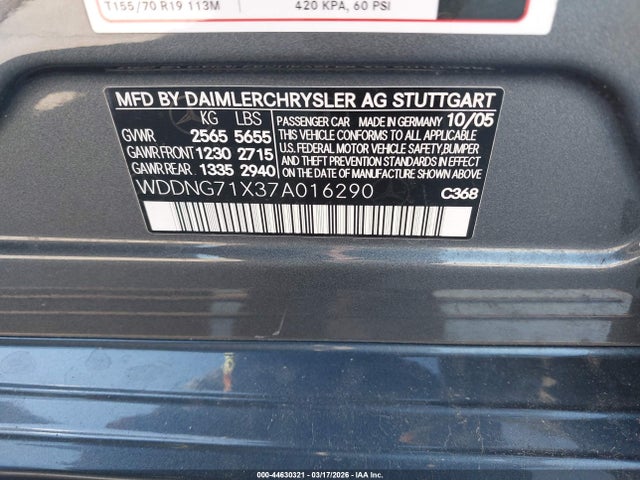 T155/70 R19 113M 420 KPA, 60 PSI
MFD BY DAIMLERCHRYSLER AG STUTTGART
KG LBS PASSENGER CAR MADE IN GERMANY 10/05
GVWR 2565 5655 THIS VEHICLE CONFORMS TO ALL APPLICABLE
GAWR FRONT 1230 2715 U.S. FEDERAL MOTOR VEHICLE SAFETY, BUMPER,
GAWR REAR 1335 2940 AND THEFT PREVENTION STANDARDS IN EFFECT
ON THE DATE OF MANUFACTURE SHOWN ABOVE.
WDDNG71X37A016290 C368
000-44630321 | 03/17/2026 | IAAI, INC.